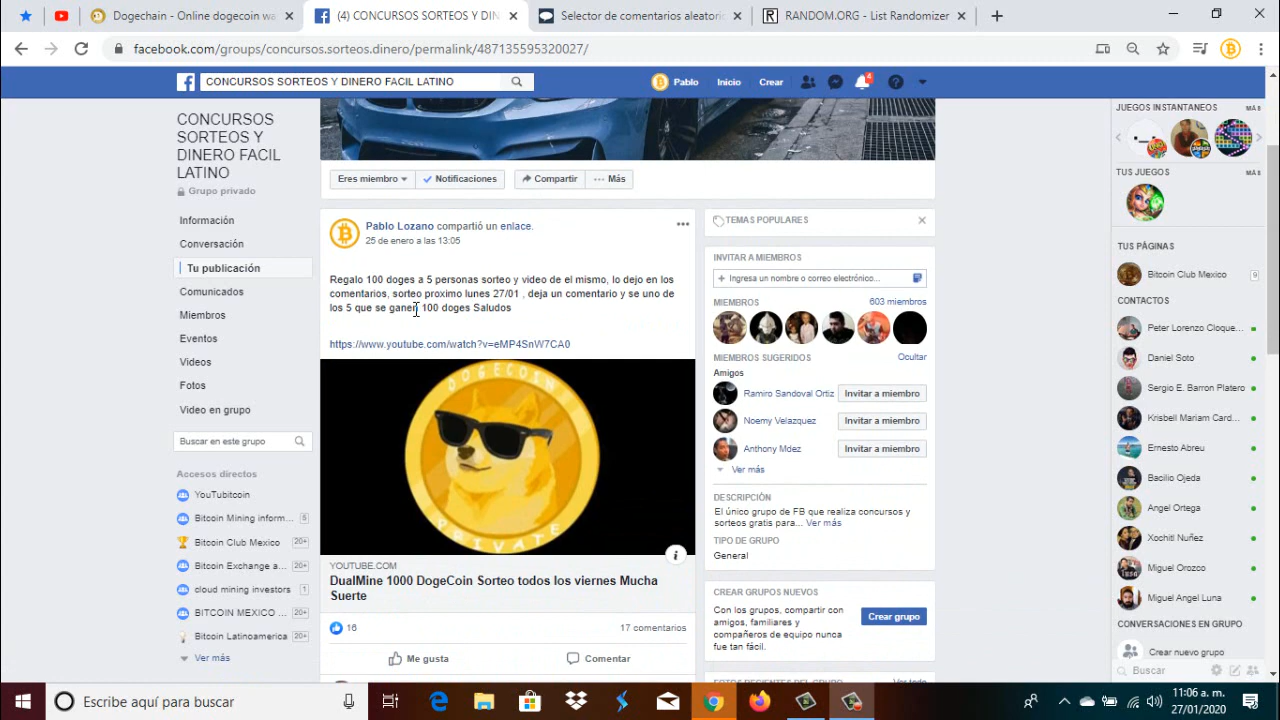 Dogechain - Online dogecoin wa
(4) CONCURSOS SORTEOS Y DIN
Selector de comentarios aleatori
RANDOM.ORG - List Randomizer
facebook.com/groups/concursos.sorteos.dinero/permalink/487135595320027/
CONCURSOS SORTEOS Y DINERO FACIL LATINO
Pablo
Inicio
Crear
4
CONCURSOS
SORTEOS Y
DINERO FACIL
LATINO
Grupo privado
Información
Conversación
Tu publicación
Comunicados
Miembros
Eventos
Videos
Fotos
Video en grupo
Buscar en este grupo
Accesos directos
YouTubitcoin
Bitcoin Mining inform... 5
Bitcoin Club Mexico 20+
Bitcoin Exchange a... 20+
cloud mining investors 1
BITCOIN MEXICO ... 20+
Bitcoin Latinoamerica 20+
Ver más
Eres miembro
Notificaciones
Compartir
Más
Pablo Lozano compartió un enlace.
25 de enero a las 13:05
Regalo 100 doges a 5 personas sorteo y video de el mismo, lo dejo en los
comentarios, sorteo proximo lunes 27/01 , deja un comentario y se uno de
los 5 que se ganen 100 doges Saludos
https://www.youtube.com/watch?v=eMP4SnW7CA0
DOGECOIN
PRIVATE
YOUTUBE.COM
DualMine 1000 DogeCoin Sorteo todos los viernes Mucha
Suerte
16
17 comentarios
Me gusta
Comentar
TEMAS POPULARES
INVITAR A MIEMBROS
Ingresa un nombre o correo electrónico...
MIEMBROS
603 miembros
MIEMBROS SUGERIDOS
Ocultar
Amigos
Ramiro Sandoval Ortiz
Invitar a miembro
Noemy Velazquez
Invitar a miembro
Anthony Mdez
Invitar a miembro
Ver más
DESCRIPCIÓN
El único grupo de FB que realiza concursos y
sorteos gratis para... Ver más
TIPO DE GRUPO
General
CREAR GRUPOS NUEVOS
Con los grupos, compartir con
amigos, familiares y
compañeros de equipo nunca
fue tan fácil.
Crear grupo
JUEGOS INSTANTÁNEOS
MÁS
TUS JUEGOS
MÁS
TUS PÁGINAS
Bitcoin Club Mexico 9
CONTACTOS
Peter Lorenzo Cloque...
Daniel Soto
Sergio E. Barron Platero
Krisbell Mariam Card...
Ernesto Abreu
Bacilio Ojeda
Angel Ortega
Xochitl Nuñez
Miguel Orozco
Miguel Angel Luna
CONVERSACIONES EN GRUPO
Crear nuevo grupo
Buscar
Escribe aquí para buscar
11:06 a. m.
27/01/2020